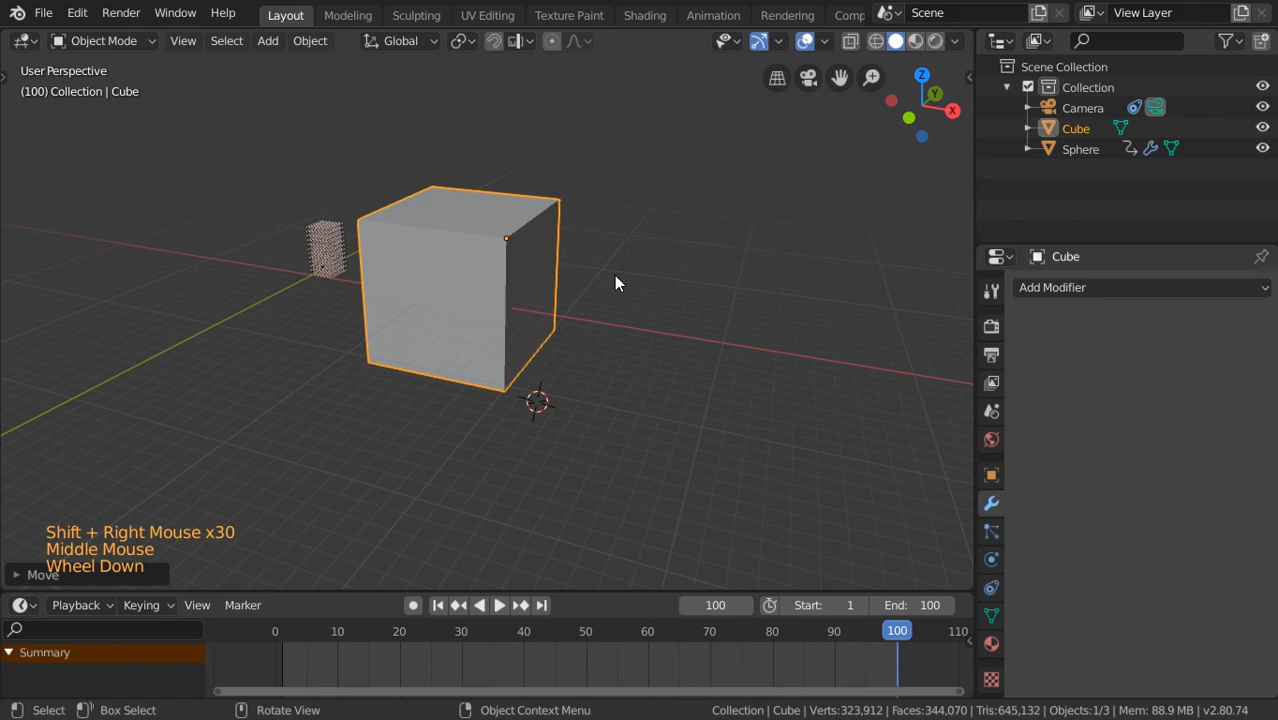 File Edit Render Window Help Layout Modeling Sculpting UV Editing Texture Paint Shading Animation Rendering Comp Scene View Layer
Object Mode View Select Add Object Global
User Perspective
(100) Collection | Cube
Z
Y
X
Scene Collection
Collection
Camera
Cube
Sphere
Cube
Add Modifier
Shift + Right Mouse x30
Middle Mouse
Wheel Down
Move
Playback Keying View Marker 100 Start: 1 End: 100
0 10 20 30 40 50 60 70 80 90 100 110
Summary
Select Box Select Rotate View Object Context Menu Collection | Cube | Verts:323,912 | Faces:344,070 | Tris:645,132 | Objects:1/3 | Mem: 88.9 MB | v2.80.74